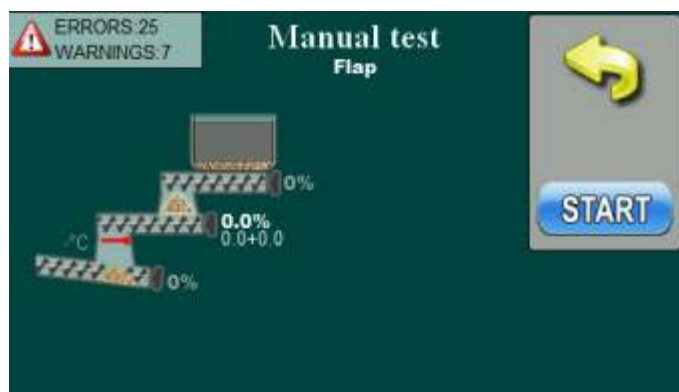 ERRORS:25
WARNINGS:7
Manual test
Flap
0%
0.0%
0.0+0.0
-°C
0%
START